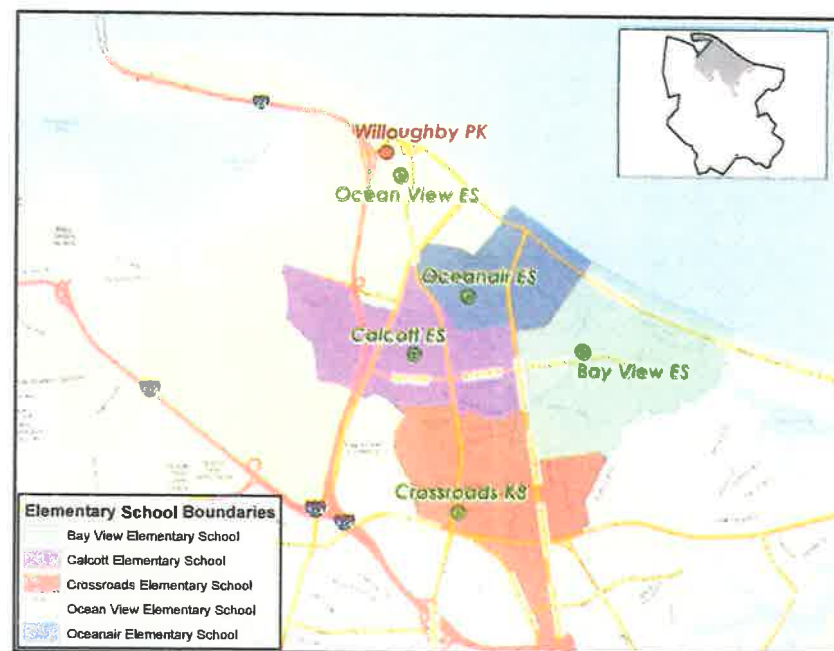 Willoughby PK
Ocean View ES
Oceanair ES
Calcott ES
Bay View ES
Crossroads K8
Elementary School Boundaries
Bay View Elementary School
Calcott Elementary School
Crossroads Elementary School
Ocean View Elementary School
Oceanair Elementary School